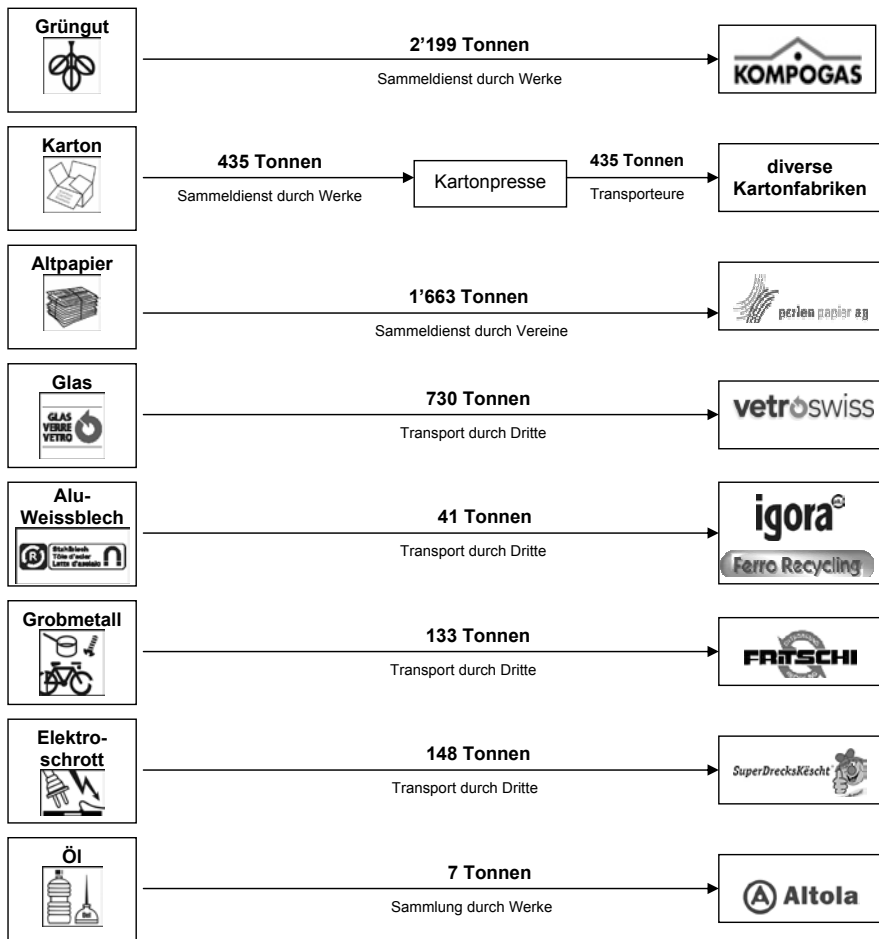 Grüngut
2'199 Tonnen
Sammeldienst durch Werke
KOMPOGAS
Karton
435 Tonnen
Sammeldienst durch Werke
Kartonpresse
435 Tonnen
Transporteure
diverse
Kartonfabriken
Altpapier
1'663 Tonnen
Sammeldienst durch Vereine
perlen papier ag
Glas
GLAS
VERRE
VETRO
730 Tonnen
Transport durch Dritte
vetroswiss
Alu-
Weissblech
R
Stahlblech
41 Tonnen
Transport durch Dritte
igora
Ferro Recycling
Grobmetall
133 Tonnen
Transport durch Dritte
FRITSCHI
Elektro-
schrott
148 Tonnen
Transport durch Dritte
SuperDrecksKëscht
Öl
7 Tonnen
Sammlung durch Werke
A Altola